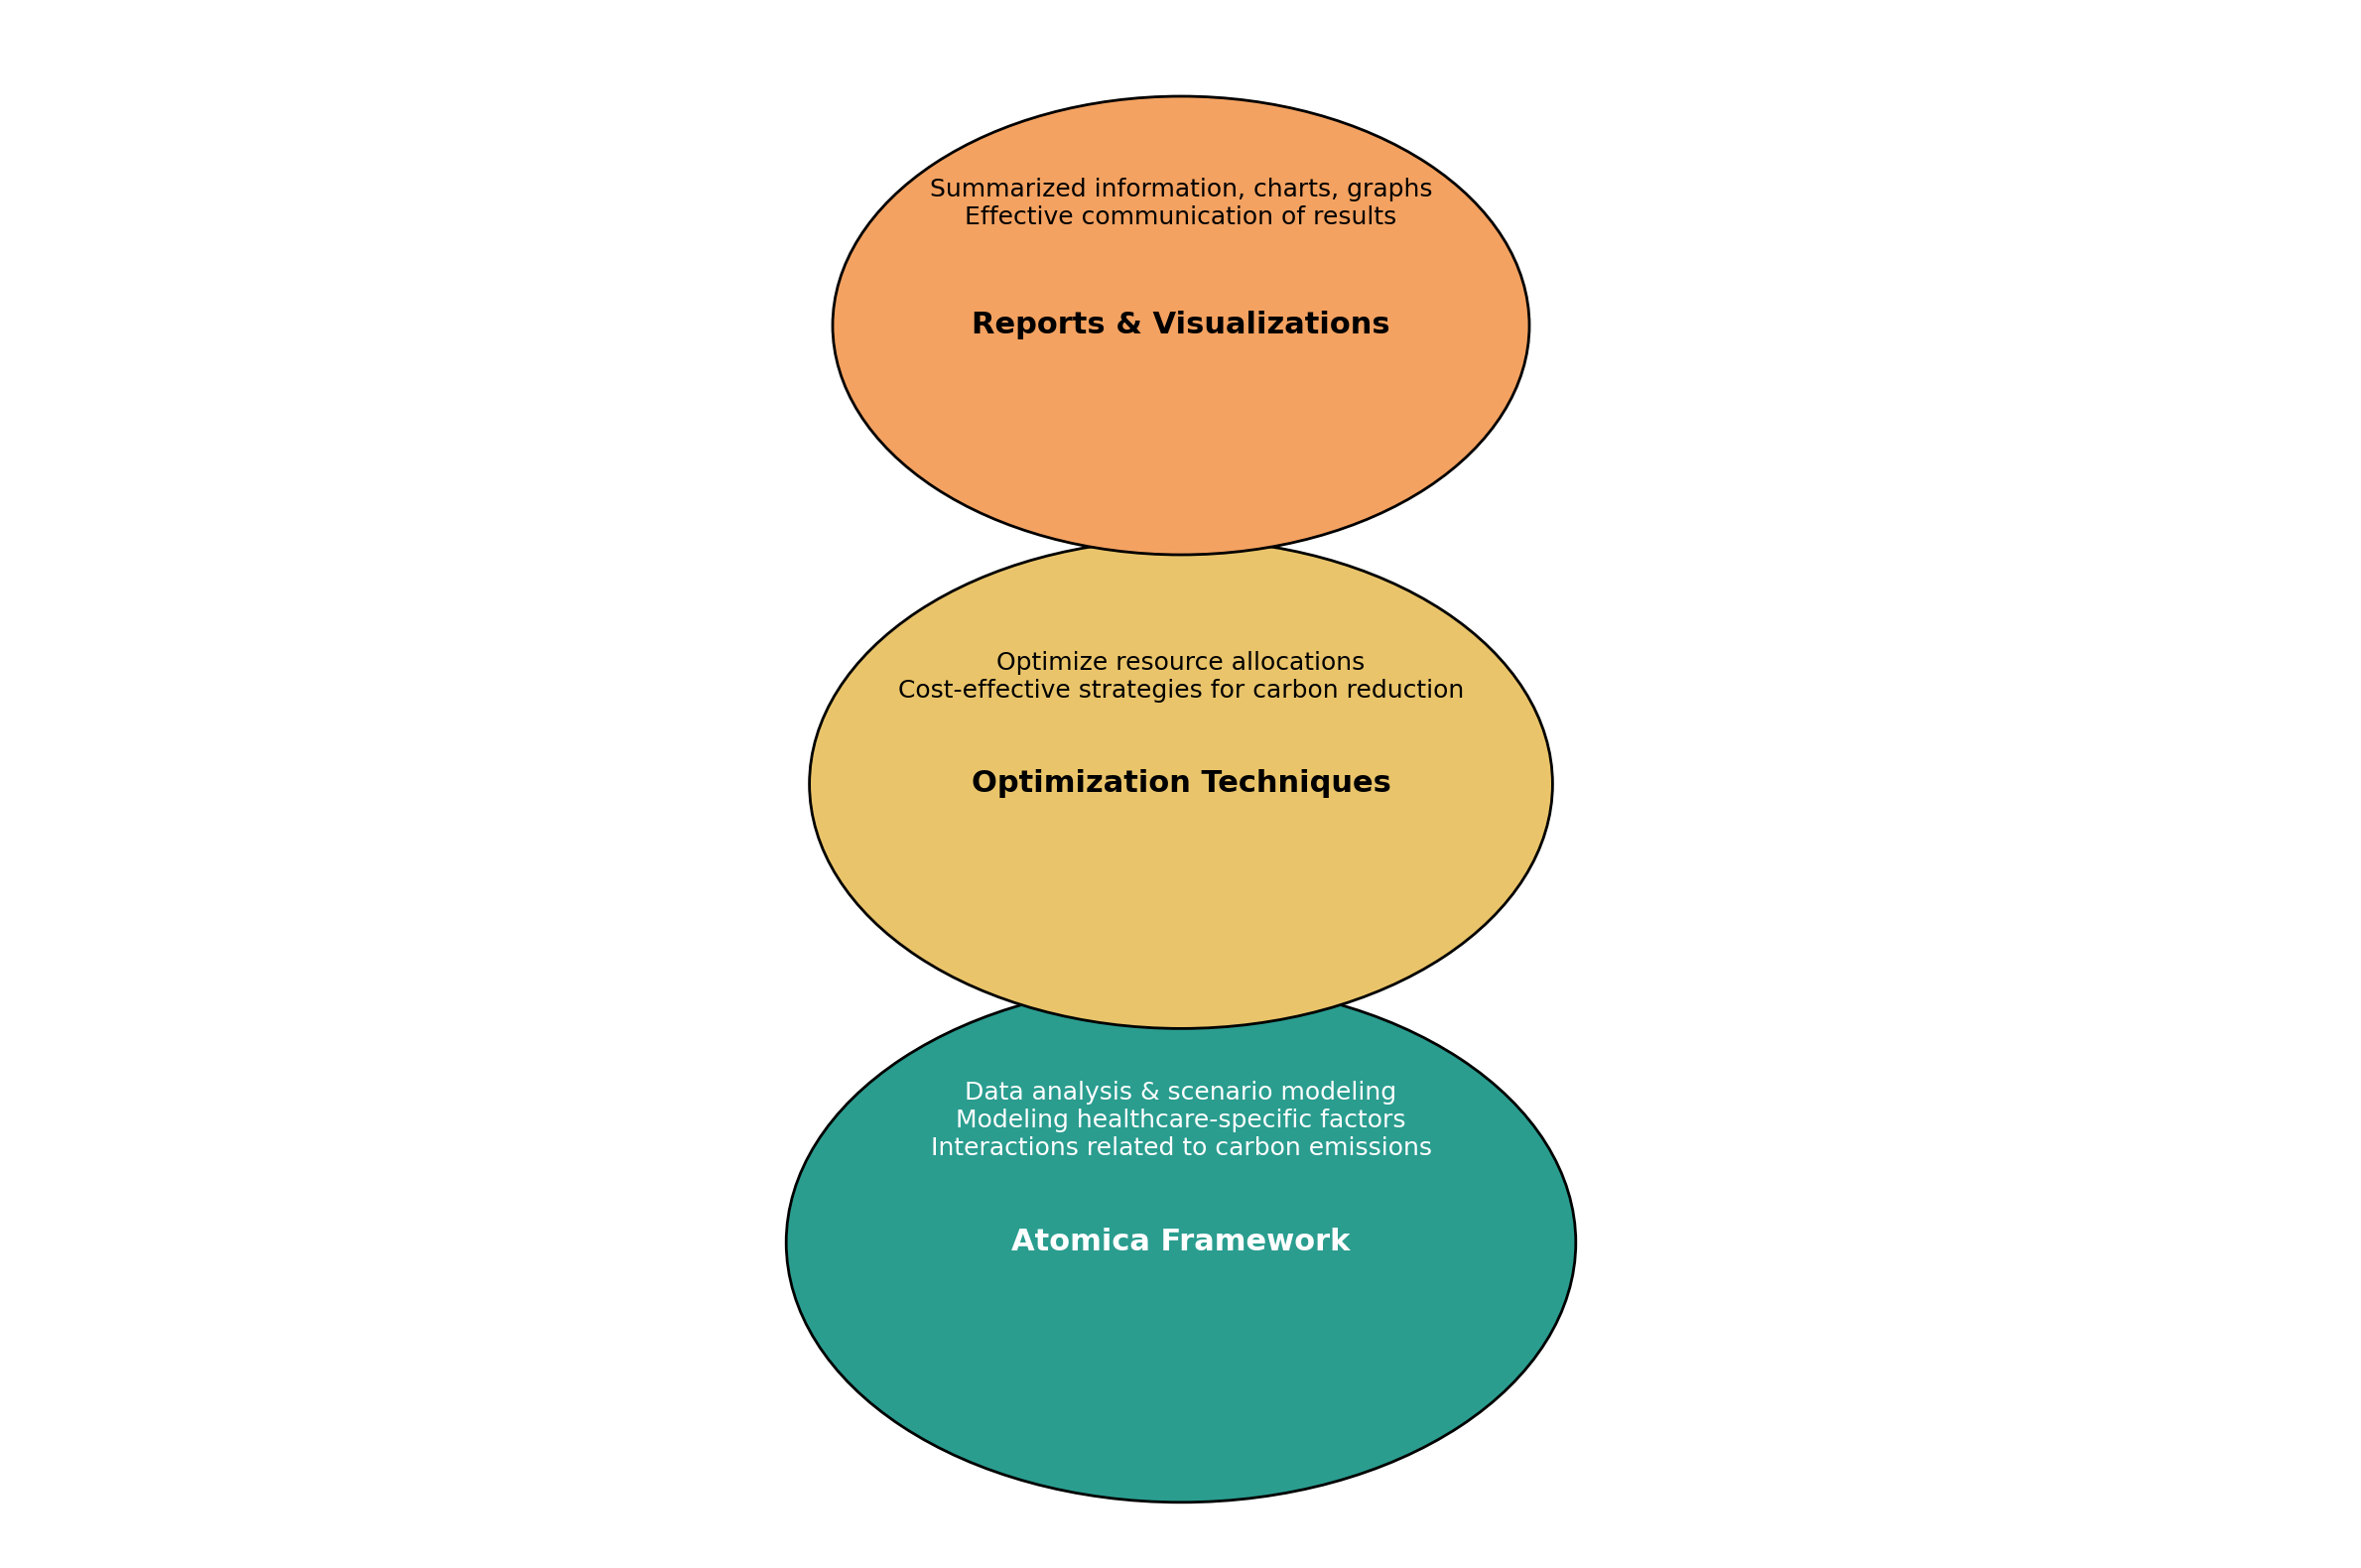 Summarized information, charts, graphs
Effective communication of results
Reports & Visualizations
Optimize resource allocations
Cost-effective strategies for carbon reduction
Optimization Techniques
Data analysis & scenario modeling
Modeling healthcare-specific factors
Interactions related to carbon emissions
Atomica Framework